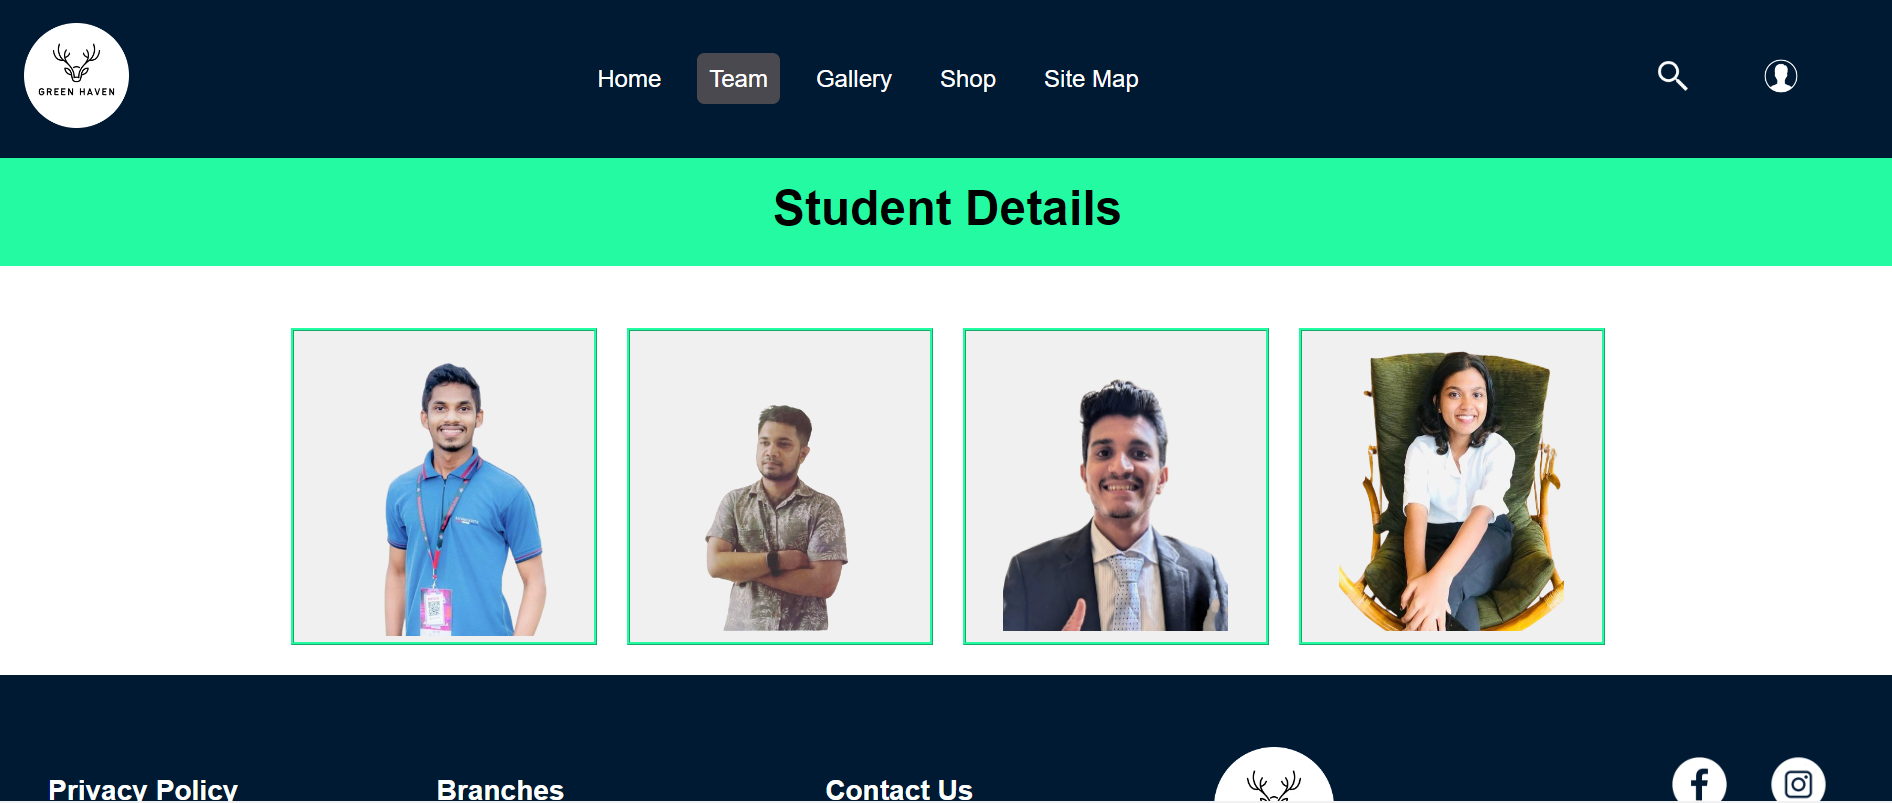 GREEN HAVEN
Home Team Gallery Shop Site Map
Student Details
Privacy Policy Branches Contact Us